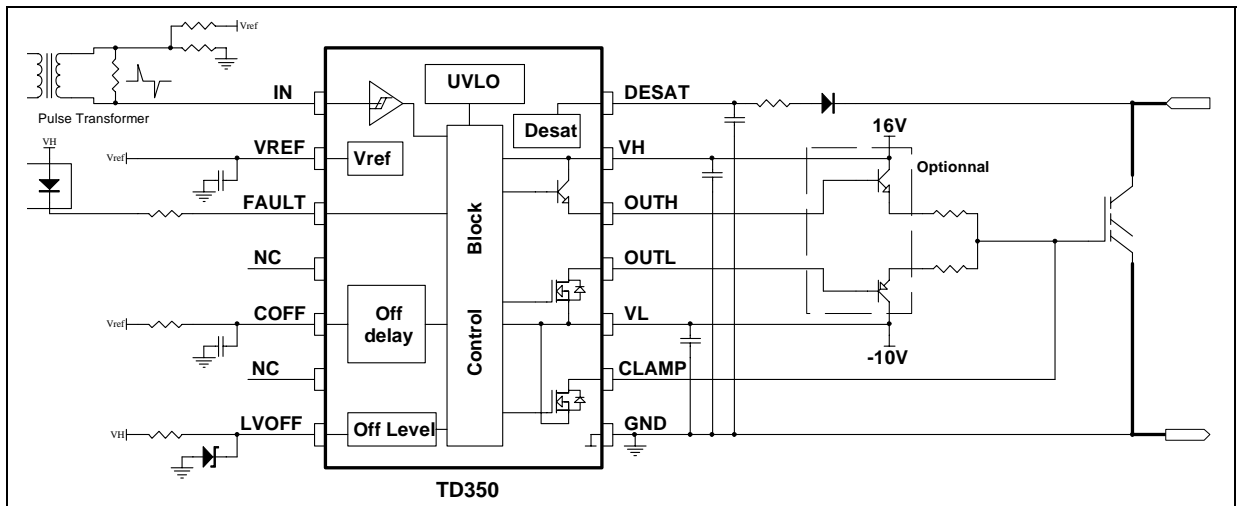 Vref
Pulse Transformer
IN
UVLO
DESAT
Desat
16V
VH
Vref
VREF
Vref
VH
Optionnal
FAULT
OUTH
Control Block
NC
OUTL
Vref
COFF
Off delay
VL
-10V
NC
CLAMP
VH
LVOFF
Off Level
GND
TD350